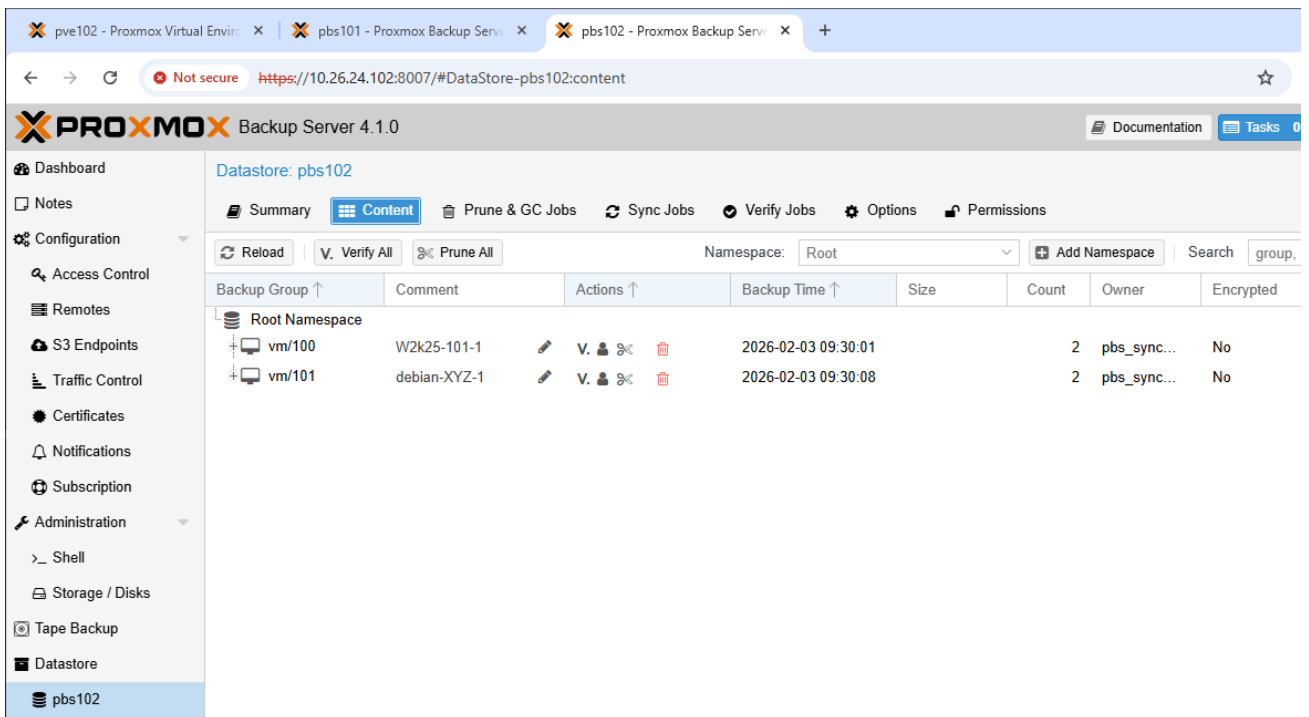 pve102 - Proxmox Virtual Enviro
pbs101 - Proxmox Backup Serve
pbs102 - Proxmox Backup Serve
Not secure https://10.26.24.102:8007/#DataStore-pbs102:content
PROXMOX Backup Server 4.1.0
Documentation
Tasks 0
Dashboard
Notes
Configuration
Access Control
Remotes
S3 Endpoints
Traffic Control
Certificates
Notifications
Subscription
Administration
>_ Shell
Storage / Disks
Tape Backup
Datastore
pbs102
Datastore: pbs102
Summary Content Prune & GC Jobs Sync Jobs Verify Jobs Options Permissions
Reload V. Verify All Prune All Namespace: Root Add Namespace Search group,
Backup Group ↑ Comment Actions ↑ Backup Time ↑ Size Count Owner Encrypted
Root Namespace
vm/100 W2k25-101-1 V. 2026-02-03 09:30:01 2 pbs_sync... No
vm/101 debian-XYZ-1 V. 2026-02-03 09:30:08 2 pbs_sync... No